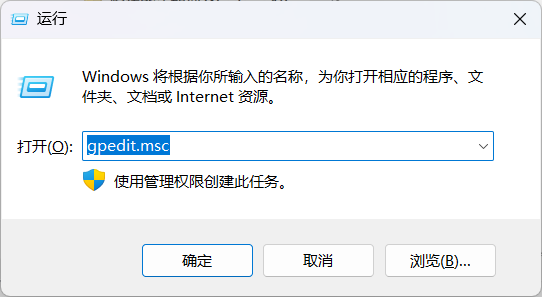 运行
Windows 将根据你所输入的名称，为你打开相应的程序、文
件夹、文档或 Internet 资源。
打开(O): gpedit.msc
使用管理权限创建此任务。
确定 取消 浏览(B)...